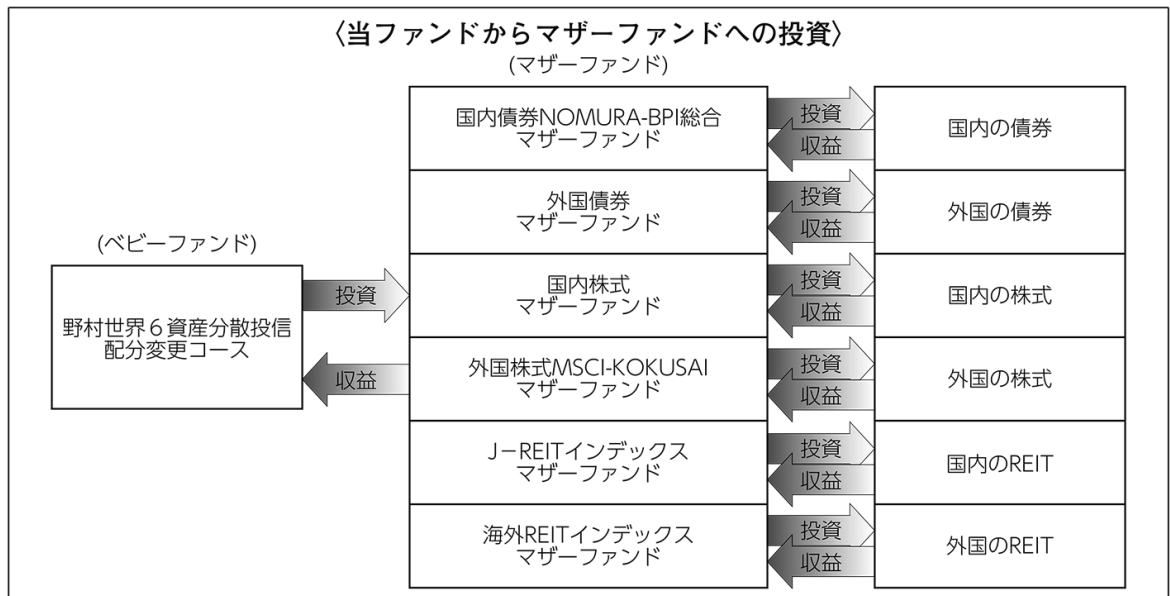 〈当ファンドからマザーファンドへの投資〉
(マザーファンド)
国内債券NOMURA-BPI総合
マザーファンド
投資
収益
国内の債券
外国債券
マザーファンド
投資
収益
外国の債券
(ベビーファンド)
野村世界６資産分散投信
配分変更コース
投資
収益
国内株式
マザーファンド
投資
収益
国内の株式
外国株式MSCI-KOKUSAI
マザーファンド
投資
収益
外国の株式
J－REITインデックス
マザーファンド
投資
収益
国内のREIT
海外REITインデックス
マザーファンド
投資
収益
外国のREIT